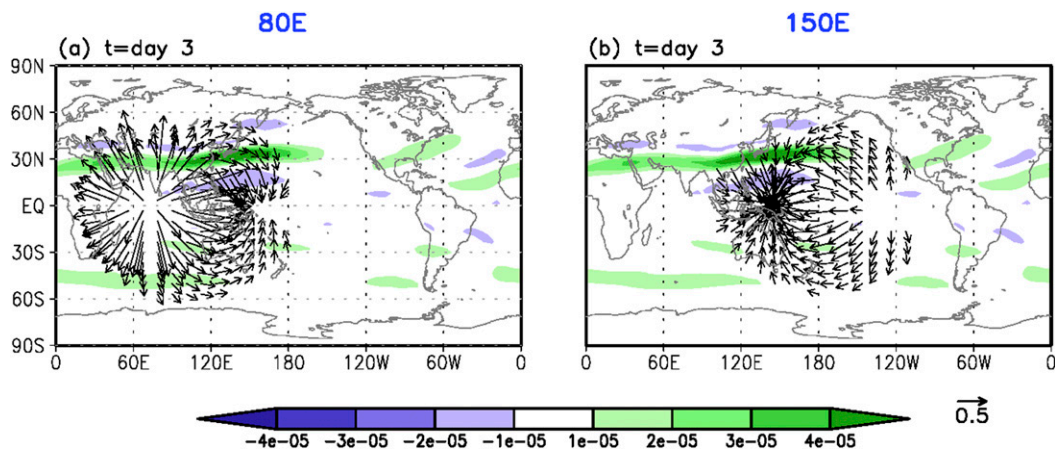 80E 150E
(a) t=day 3 (b) t=day 3
90N
60N
30N
EQ
30S
60S
90S
0 60E 120E 180 120W 60W 0 0 60E 120E 180 120W 60W 0
0.5
-4e-05 -3e-05 -2e-05 -1e-05 1e-05 2e-05 3e-05 4e-05